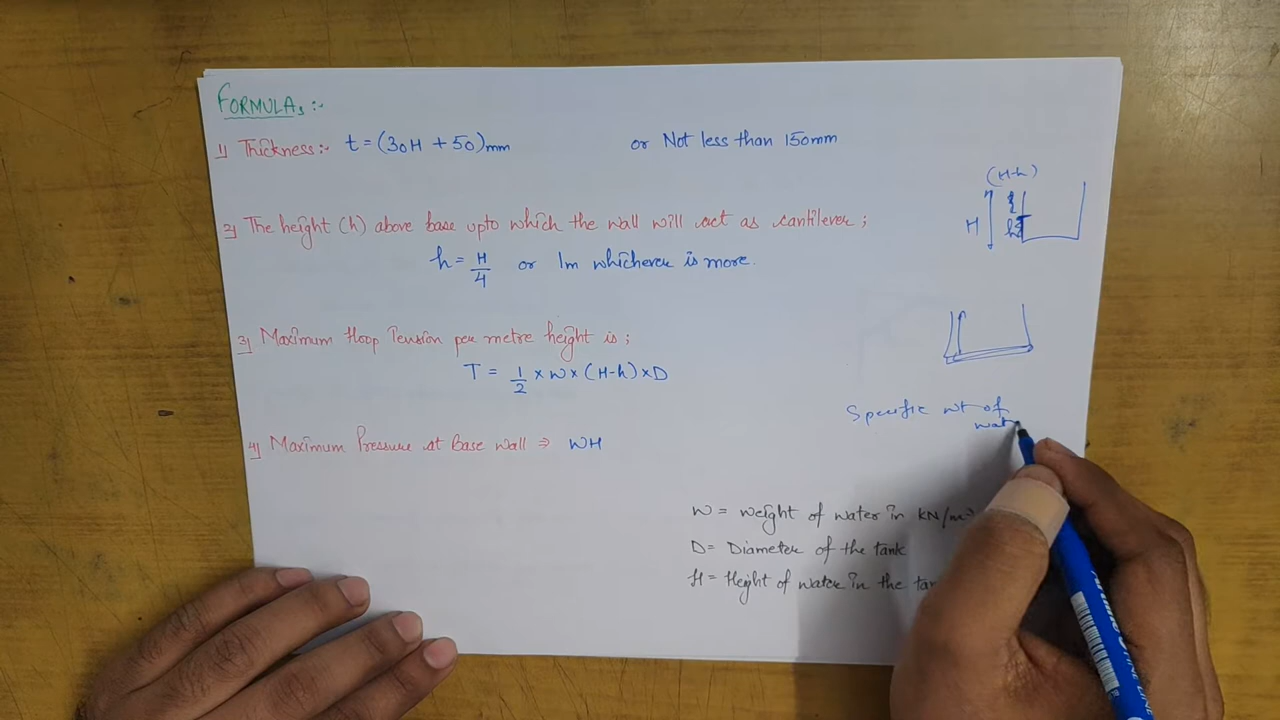 FORMULAs :-
1) Thickness:- t = (30H + 50) mm or Not less than 150mm
(H-h)
H
h
2) The height (h) above base upto which the wall will act as cantilever;
h = H/4 or 1m whichever is more.
3) Maximum Hoop Tension per metre height is;
T = 1/2 × w × (H-h) × D
Specific wt of
wat
4) Maximum Pressure at Base wall ⇒ WH
W = weight of water in KN/m³
D = Diameter of the tank
H = Height of water in the tan